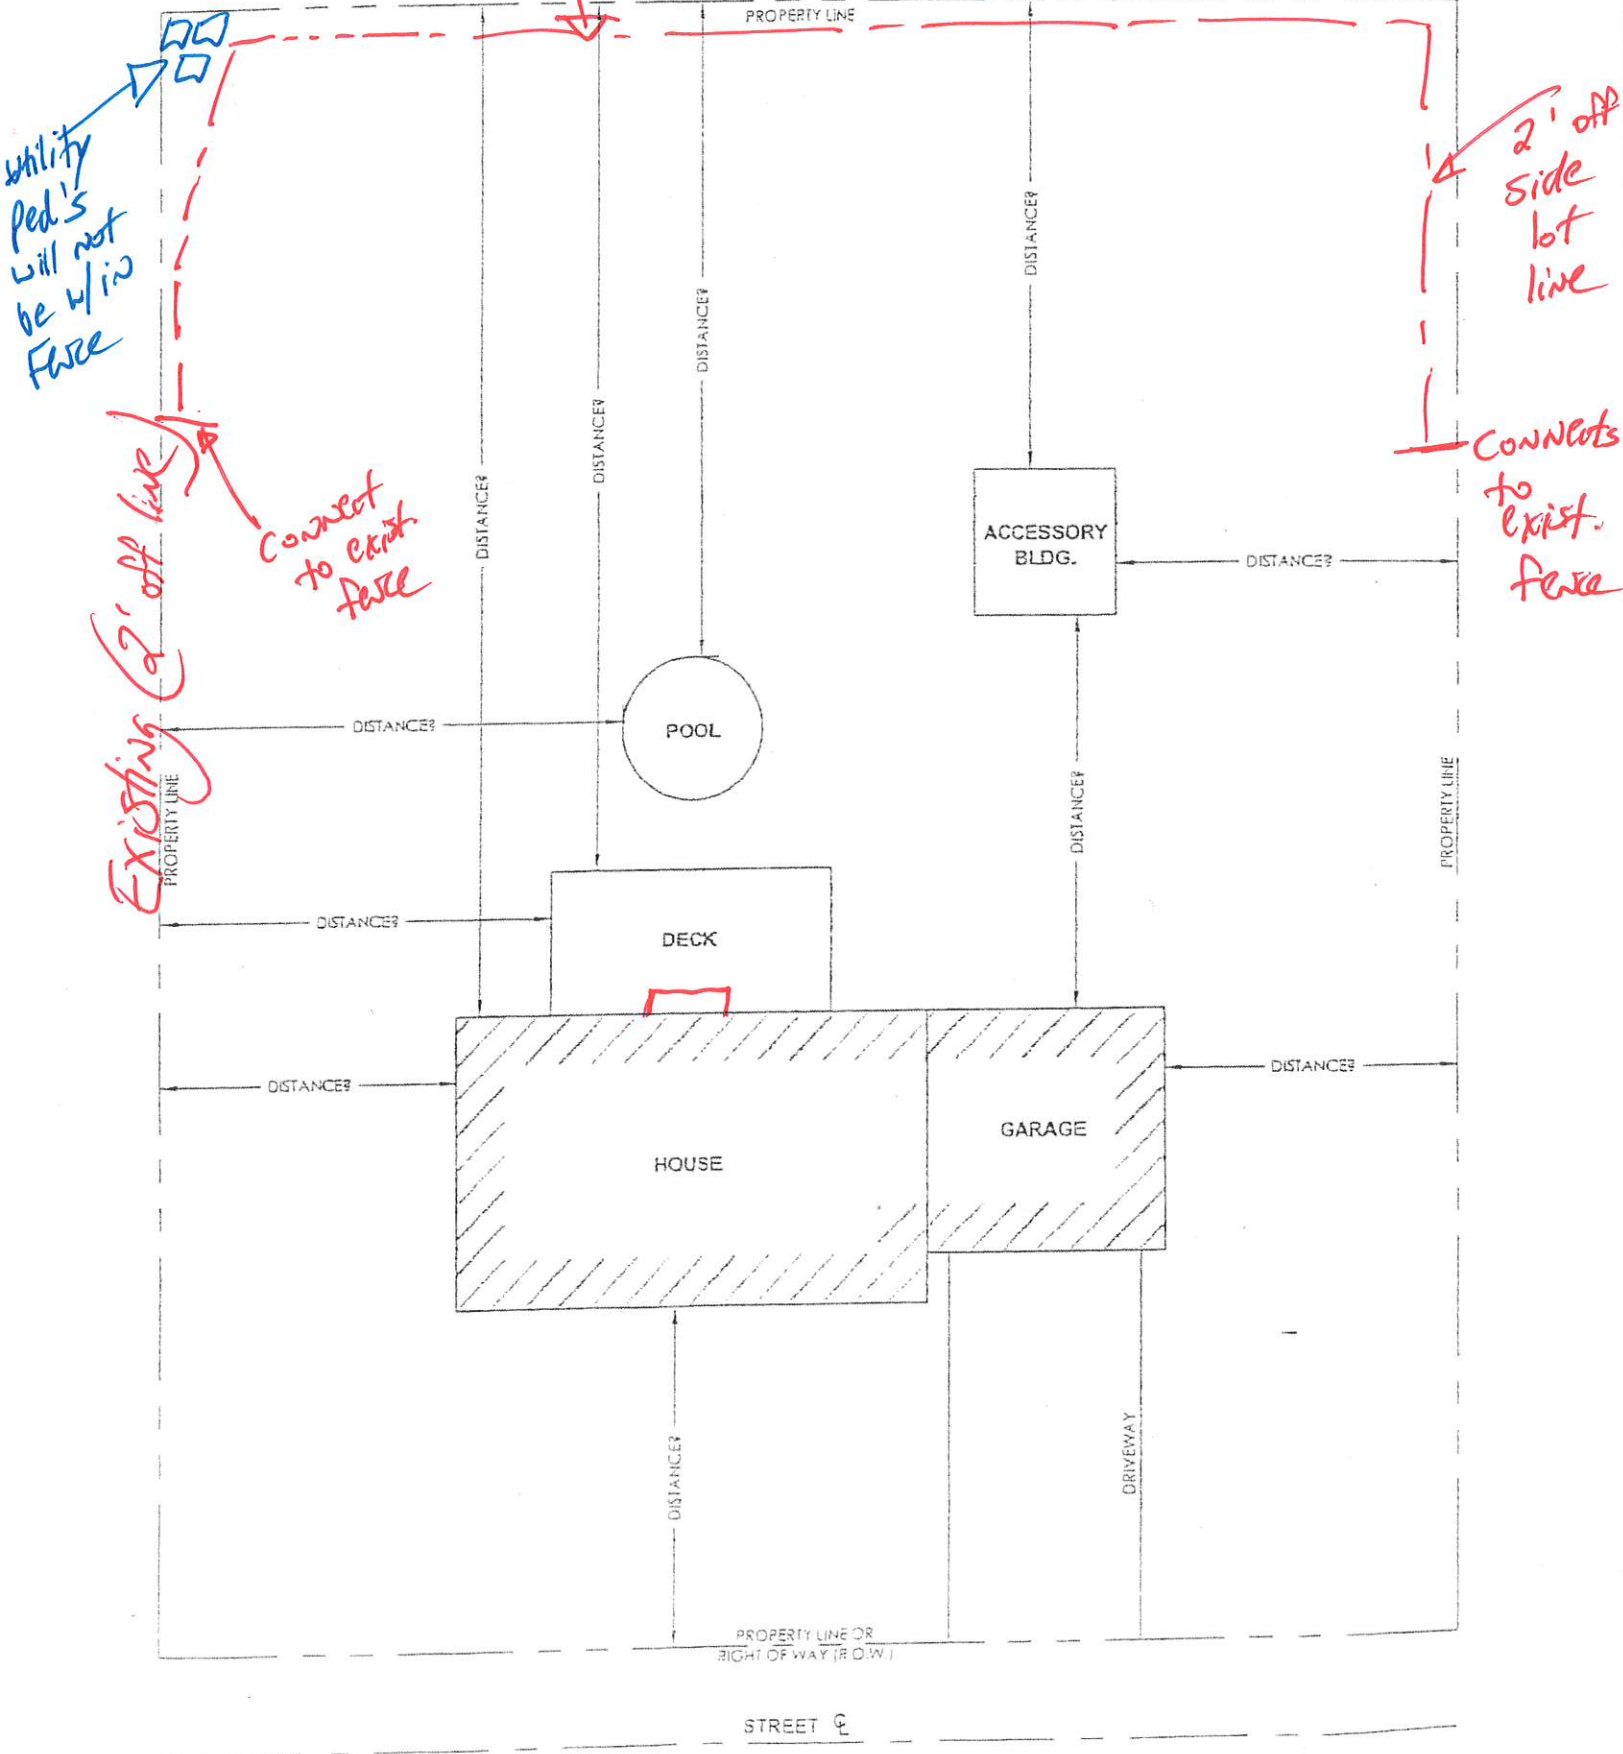 PROPERTY LINE
utility
ped's
will not
be w/in
Fence
2' off
side
lot
line
DISTANCE?
DISTANCE?
DISTANCE?
DISTANCE?
Connect
to exist.
fence
Connects
to
exist.
fence
ACCESSORY
BLDG.
DISTANCE?
Existing (2' off line)
DISTANCE?
POOL
PROPERTY LINE
DISTANCE?
PROPERTY LINE
DISTANCE?
DECK
DISTANCE?
DISTANCE?
GARAGE
HOUSE
DISTANCE?
DRIVEWAY
PROPERTY LINE OR
RIGHT OF WAY (R.O.W.)
STREET ℄